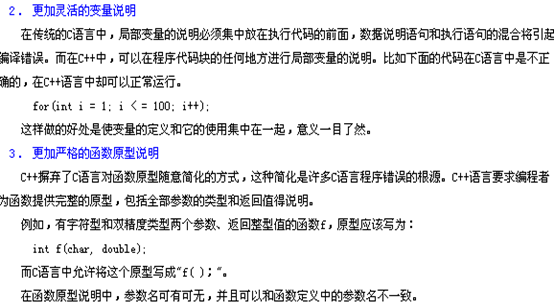 2. 更加灵活的变量说明
在传统的C语言中，局部变量的说明必须集中放在执行代码的前面，数据说明语句和执行语句的混合将引起
编译错误。而在C++中，可以在程序代码块的任何地方进行局部变量的说明。比如下面的代码在C语言中是不正
确的，在C++语言中却可以正常运行。
for(int i = 1; i < = 100; i++);
这样做的好处是使变量的定义和它的使用集中在一起，意义一目了然。
3. 更加严格的函数原型说明
C++摒弃了C语言对函数原型随意简化的方式，这种简化是许多C语言程序错误的根源。C++语言要求编程者
为函数提供完整的原型，包括全部参数的类型和返回值得说明。
例如，有字符型和双精度类型两个参数、返回整型值的函数f，原型应该写为：
int f(char, double);
而C语言中允许将这个原型写成"f( )；"。
在函数原型说明中，参数名可有可无，并且可以和函数定义中的参数名不一致。